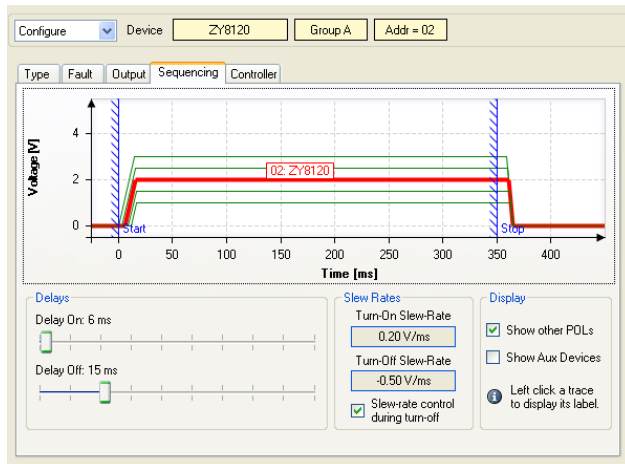 Configure Device ZY8120 Group A Addr = 02
Type Fault Output Sequencing Controller
Voltage [V]
4
2
0
02: ZY8120
Start
Stop
0 50 100 150 200 250 300 350 400
Time [ms]
Delays
Delay On: 6 ms
Delay Off: 15 ms
Slew Rates
Turn-On Slew-Rate
0.20 V/ms
Turn-Off Slew-Rate
-0.50 V/ms
Slew-rate control
during turn-off
Display
Show other POLs
Show Aux Devices
Left click a trace
to display its label.